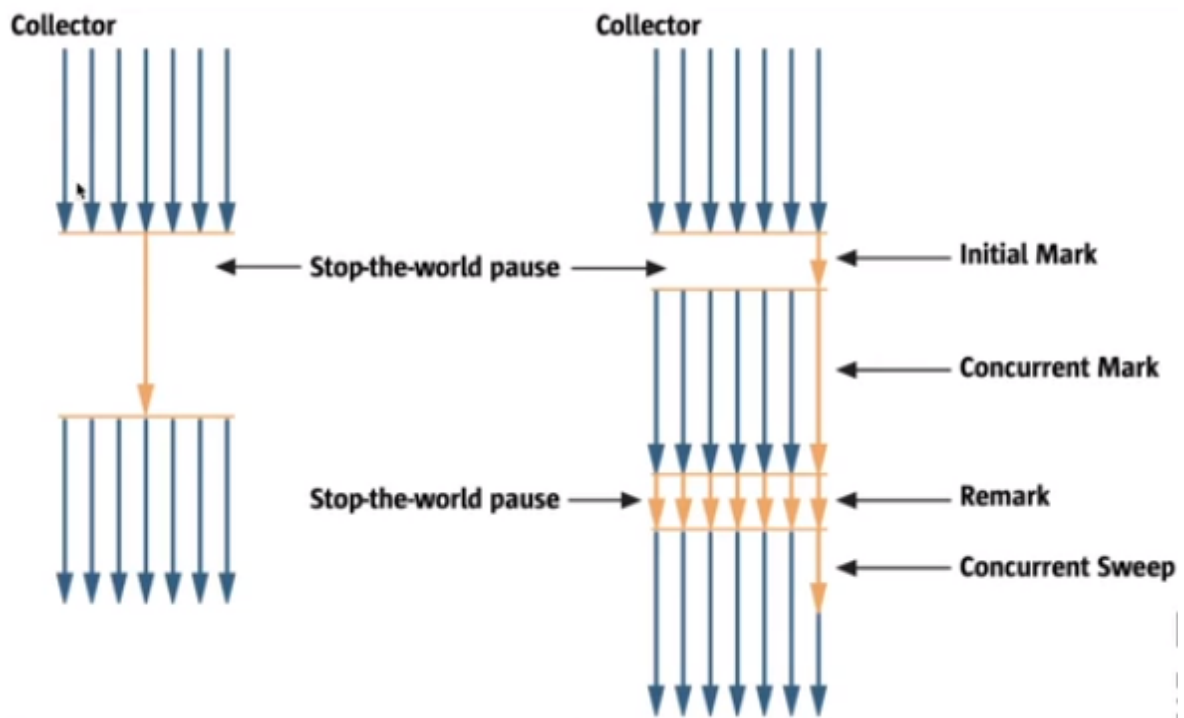 Collector
Collector
Stop-the-world pause
Initial Mark
Concurrent Mark
Stop-the-world pause
Remark
Concurrent Sweep